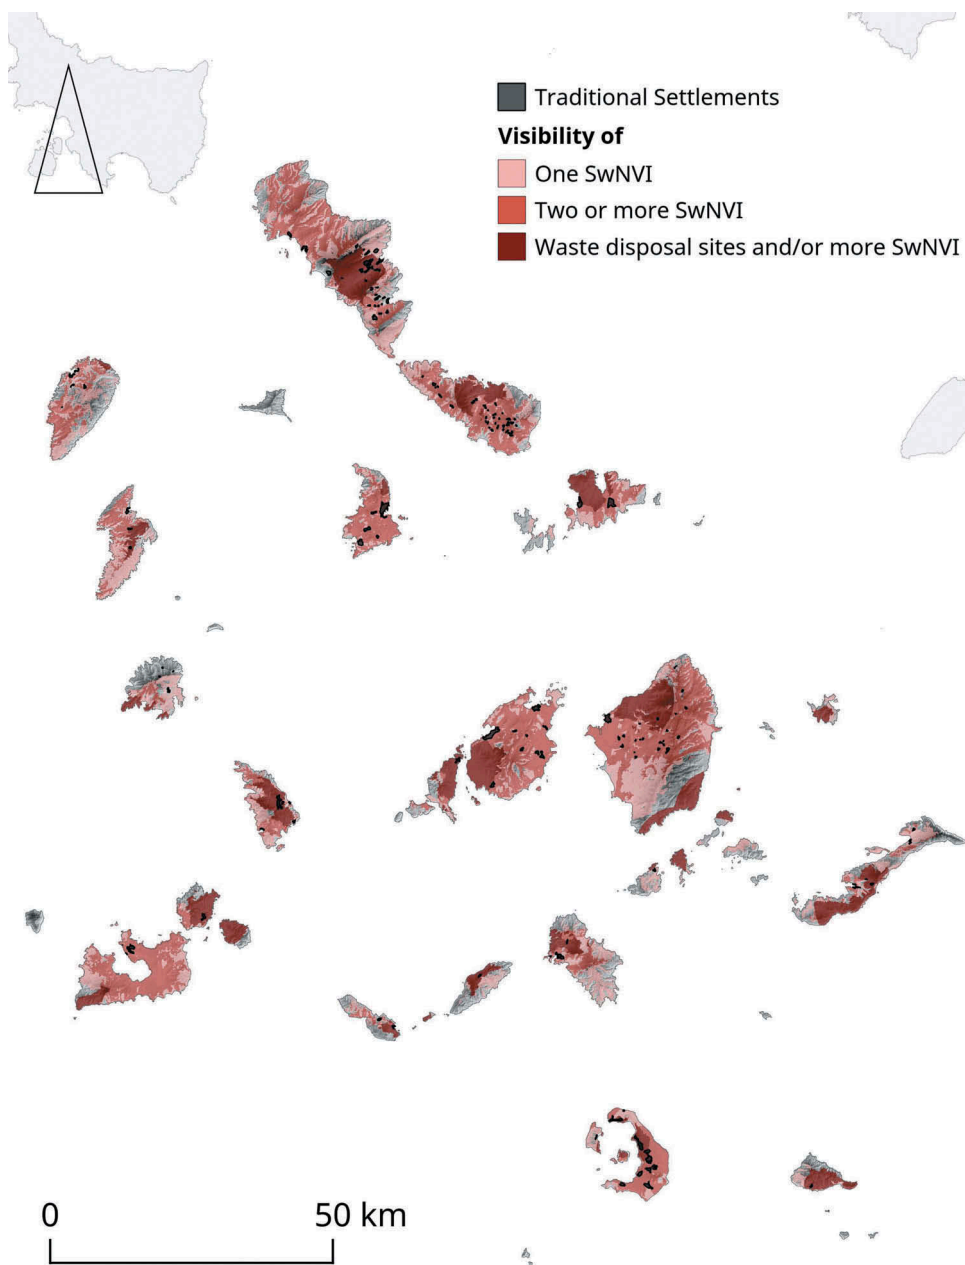 Traditional Settlements
Visibility of
One SwNVI
Two or more SwNVI
Waste disposal sites and/or more SwNVI
0 50 km